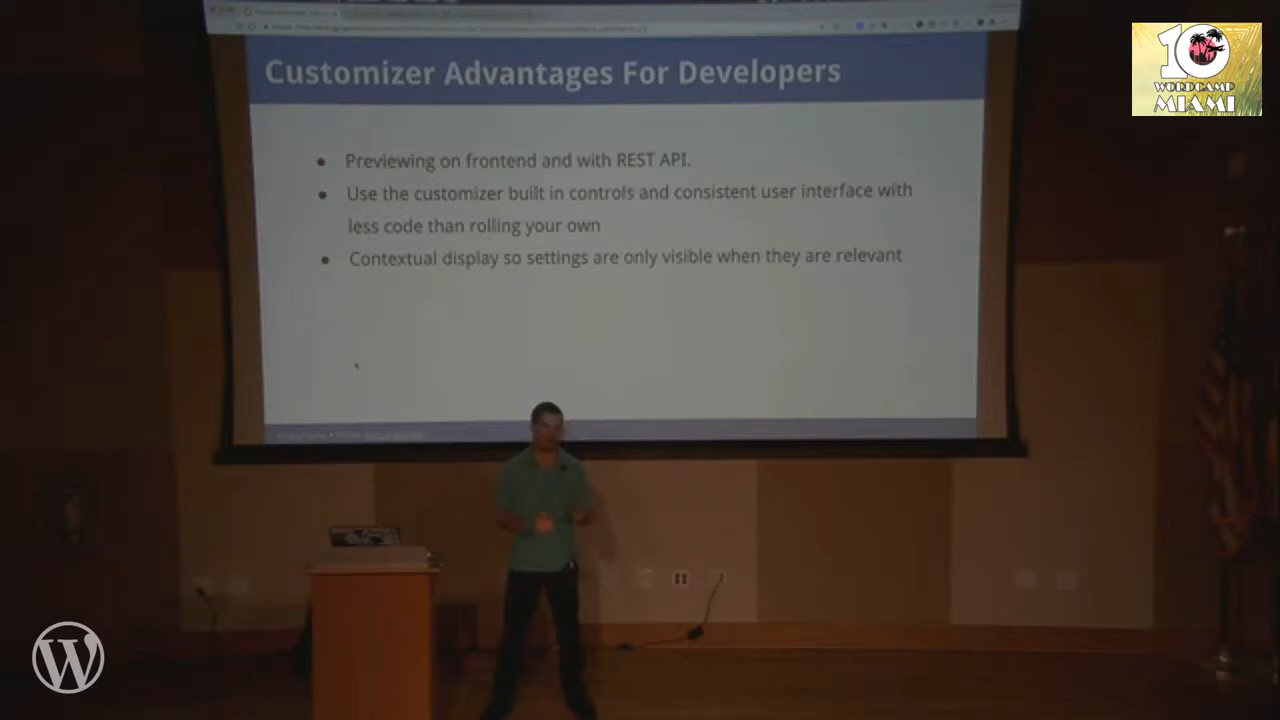 Customizer Advantages For Developers
10
WORDCAMP
MIAMI
● Previewing on frontend and with REST API.
● Use the customizer built in controls and consistent user interface with
less code than rolling your own
● Contextual display so settings are only visible when they are relevant